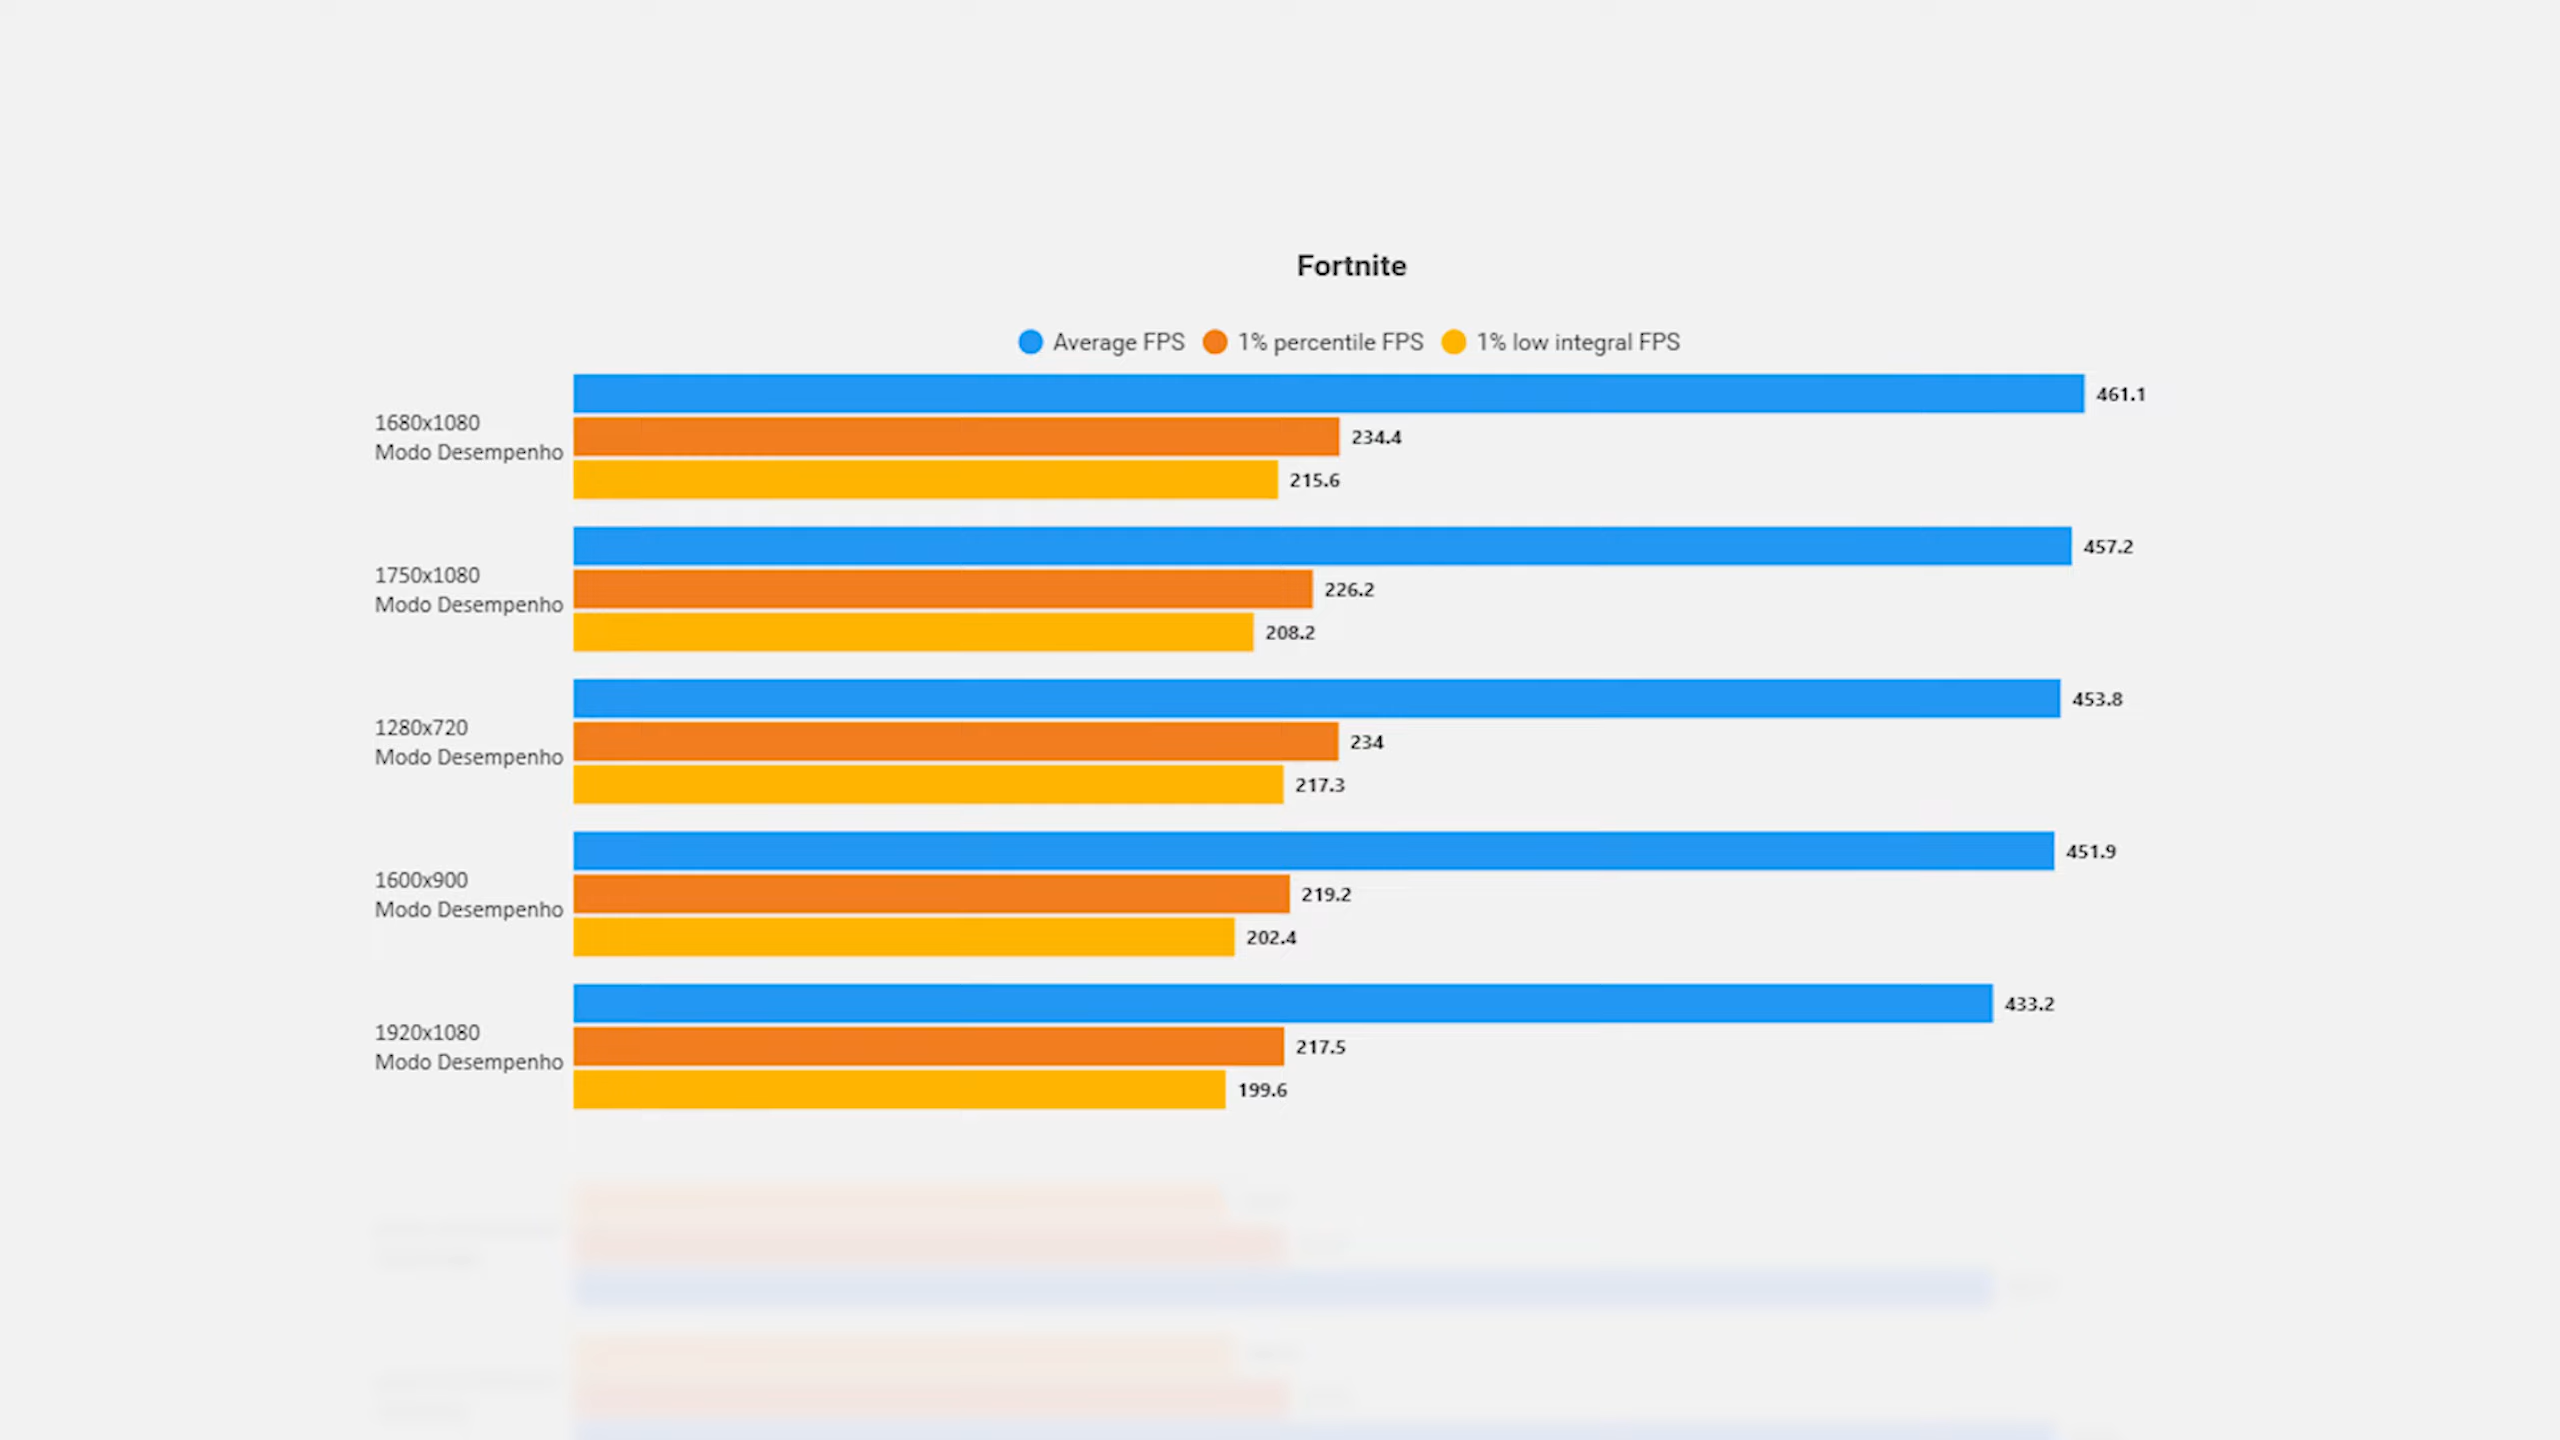 Fortnite
Average FPS 1% percentile FPS 1% low integral FPS
1680x1080
Modo Desempenho
461.1
234.4
215.6
1750x1080
Modo Desempenho
457.2
226.2
208.2
1280x720
Modo Desempenho
453.8
234
217.3
1600x900
Modo Desempenho
451.9
219.2
202.4
1920x1080
Modo Desempenho
433.2
217.5
199.6